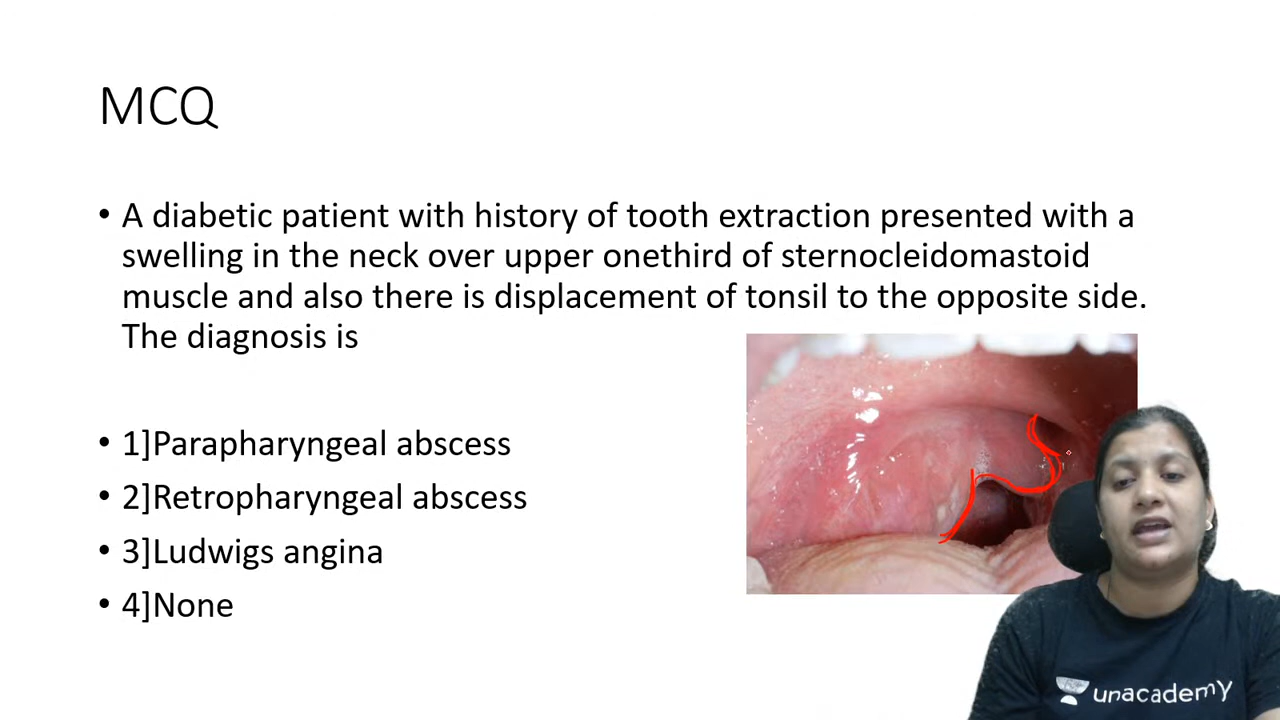 MCQ
• A diabetic patient with history of tooth extraction presented with a
swelling in the neck over upper onethird of sternocleidomastoid
muscle and also there is displacement of tonsil to the opposite side.
The diagnosis is
• 1]Parapharyngeal abscess
• 2]Retropharyngeal abscess
• 3]Ludwigs angina
• 4]None
unacademy